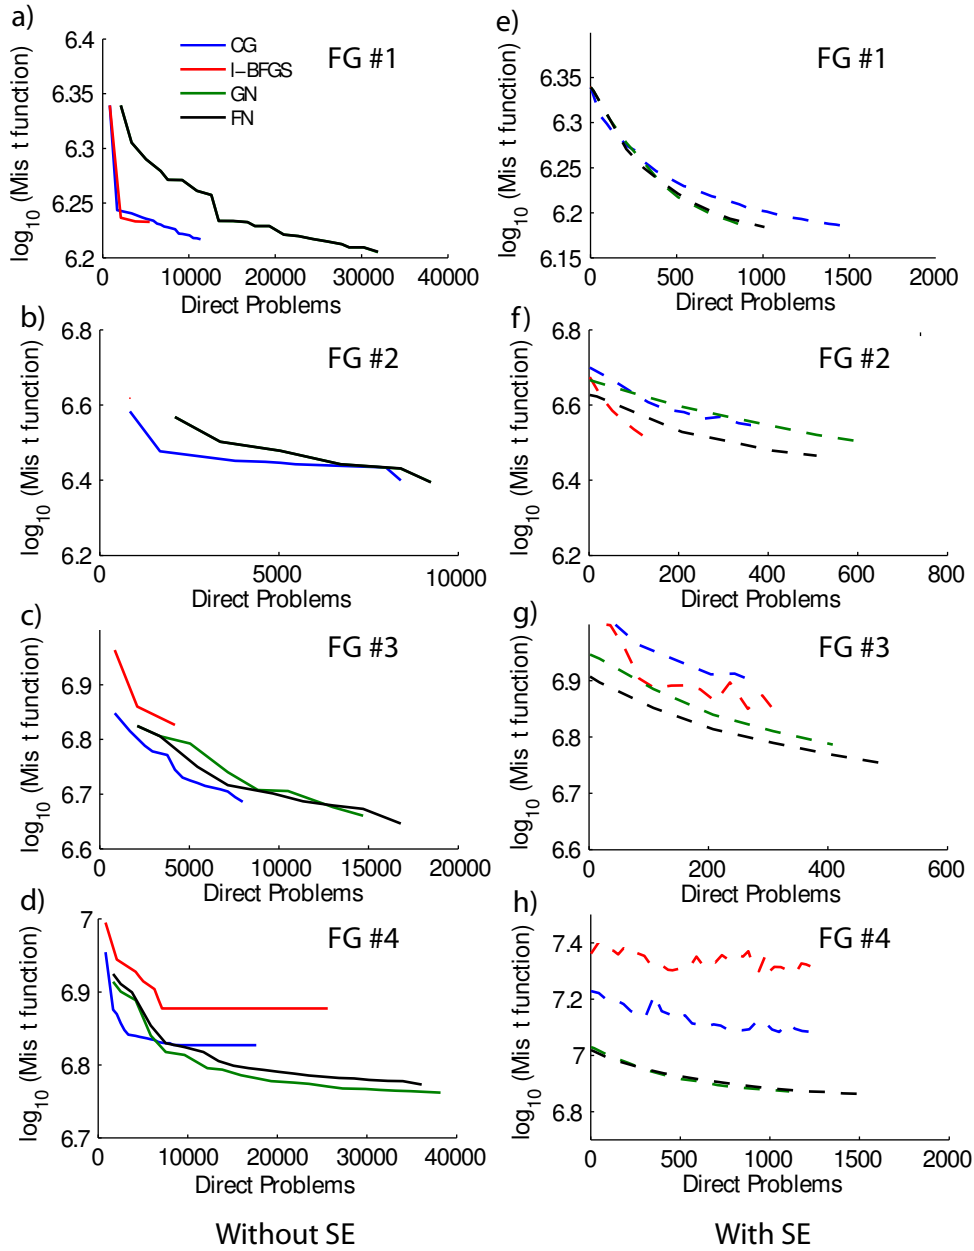 a)
FG #1
CG
l-BFGS
GN
FN
6.4
6.35
6.3
6.25
6.2
0 10000 20000 30000 40000
Direct Problems
log10 (Mis t function)
e)
FG #1
6.35
6.3
6.25
6.2
6.15
0 500 1000 1500 2000
Direct Problems
log10 (Mis t function)
b)
FG #2
6.8
6.6
6.4
6.2
0 5000 10000
Direct Problems
log10 (Mis t function)
f)
FG #2
6.8
6.6
6.4
6.2
0 200 400 600 800
Direct Problems
log10 (Mis t function)
c)
FG #3
6.9
6.8
6.7
6.6
0 5000 10000 15000 20000
Direct Problems
log10 (Mis t function)
g)
FG #3
6.9
6.8
6.7
6.6
0 200 400 600
Direct Problems
log10 (Mis t function)
d)
FG #4
7
6.9
6.8
6.7
0 10000 20000 30000 40000
Direct Problems
log10 (Mis t function)
h)
FG #4
7.4
7.2
7
6.8
0 500 1000 1500 2000
Direct Problems
log10 (Mis t function)
Without SE
With SE